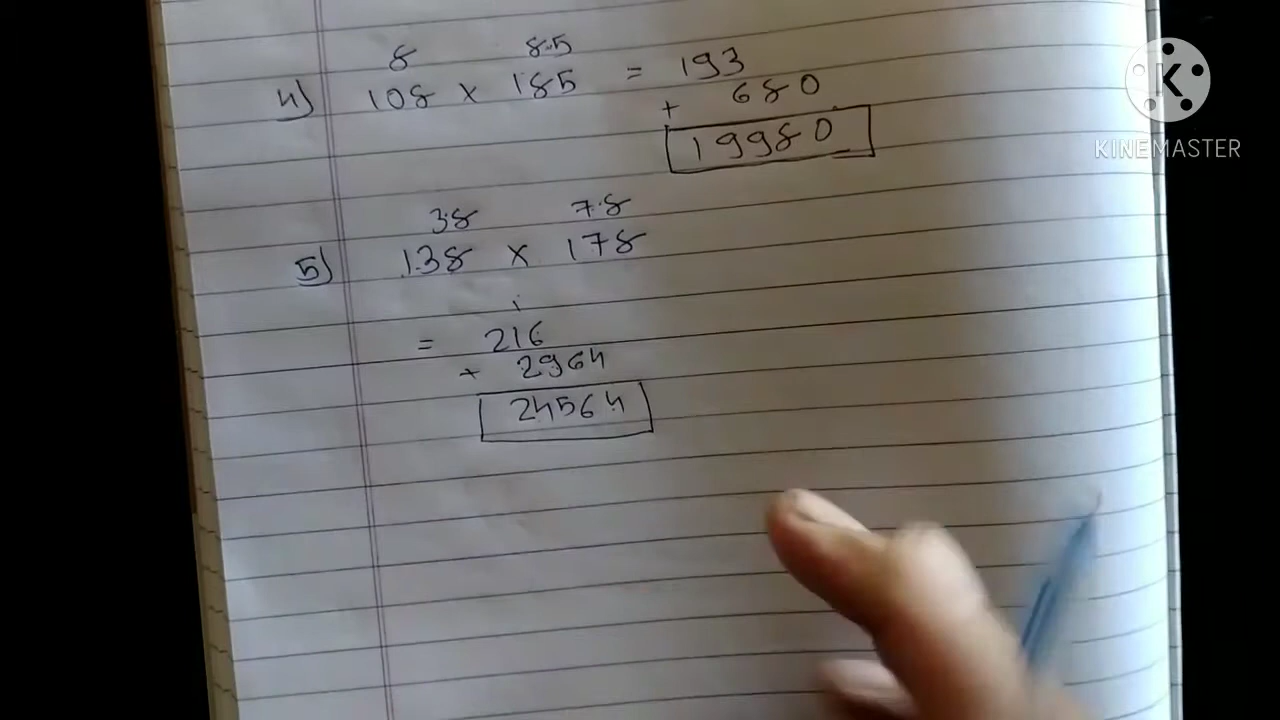 8 8.5
4) 108 x 185 = 193
+ 680
19980
38 7.8
5) 138 x 178
1
= 216
+ 2964
24564
K
KINEMASTER